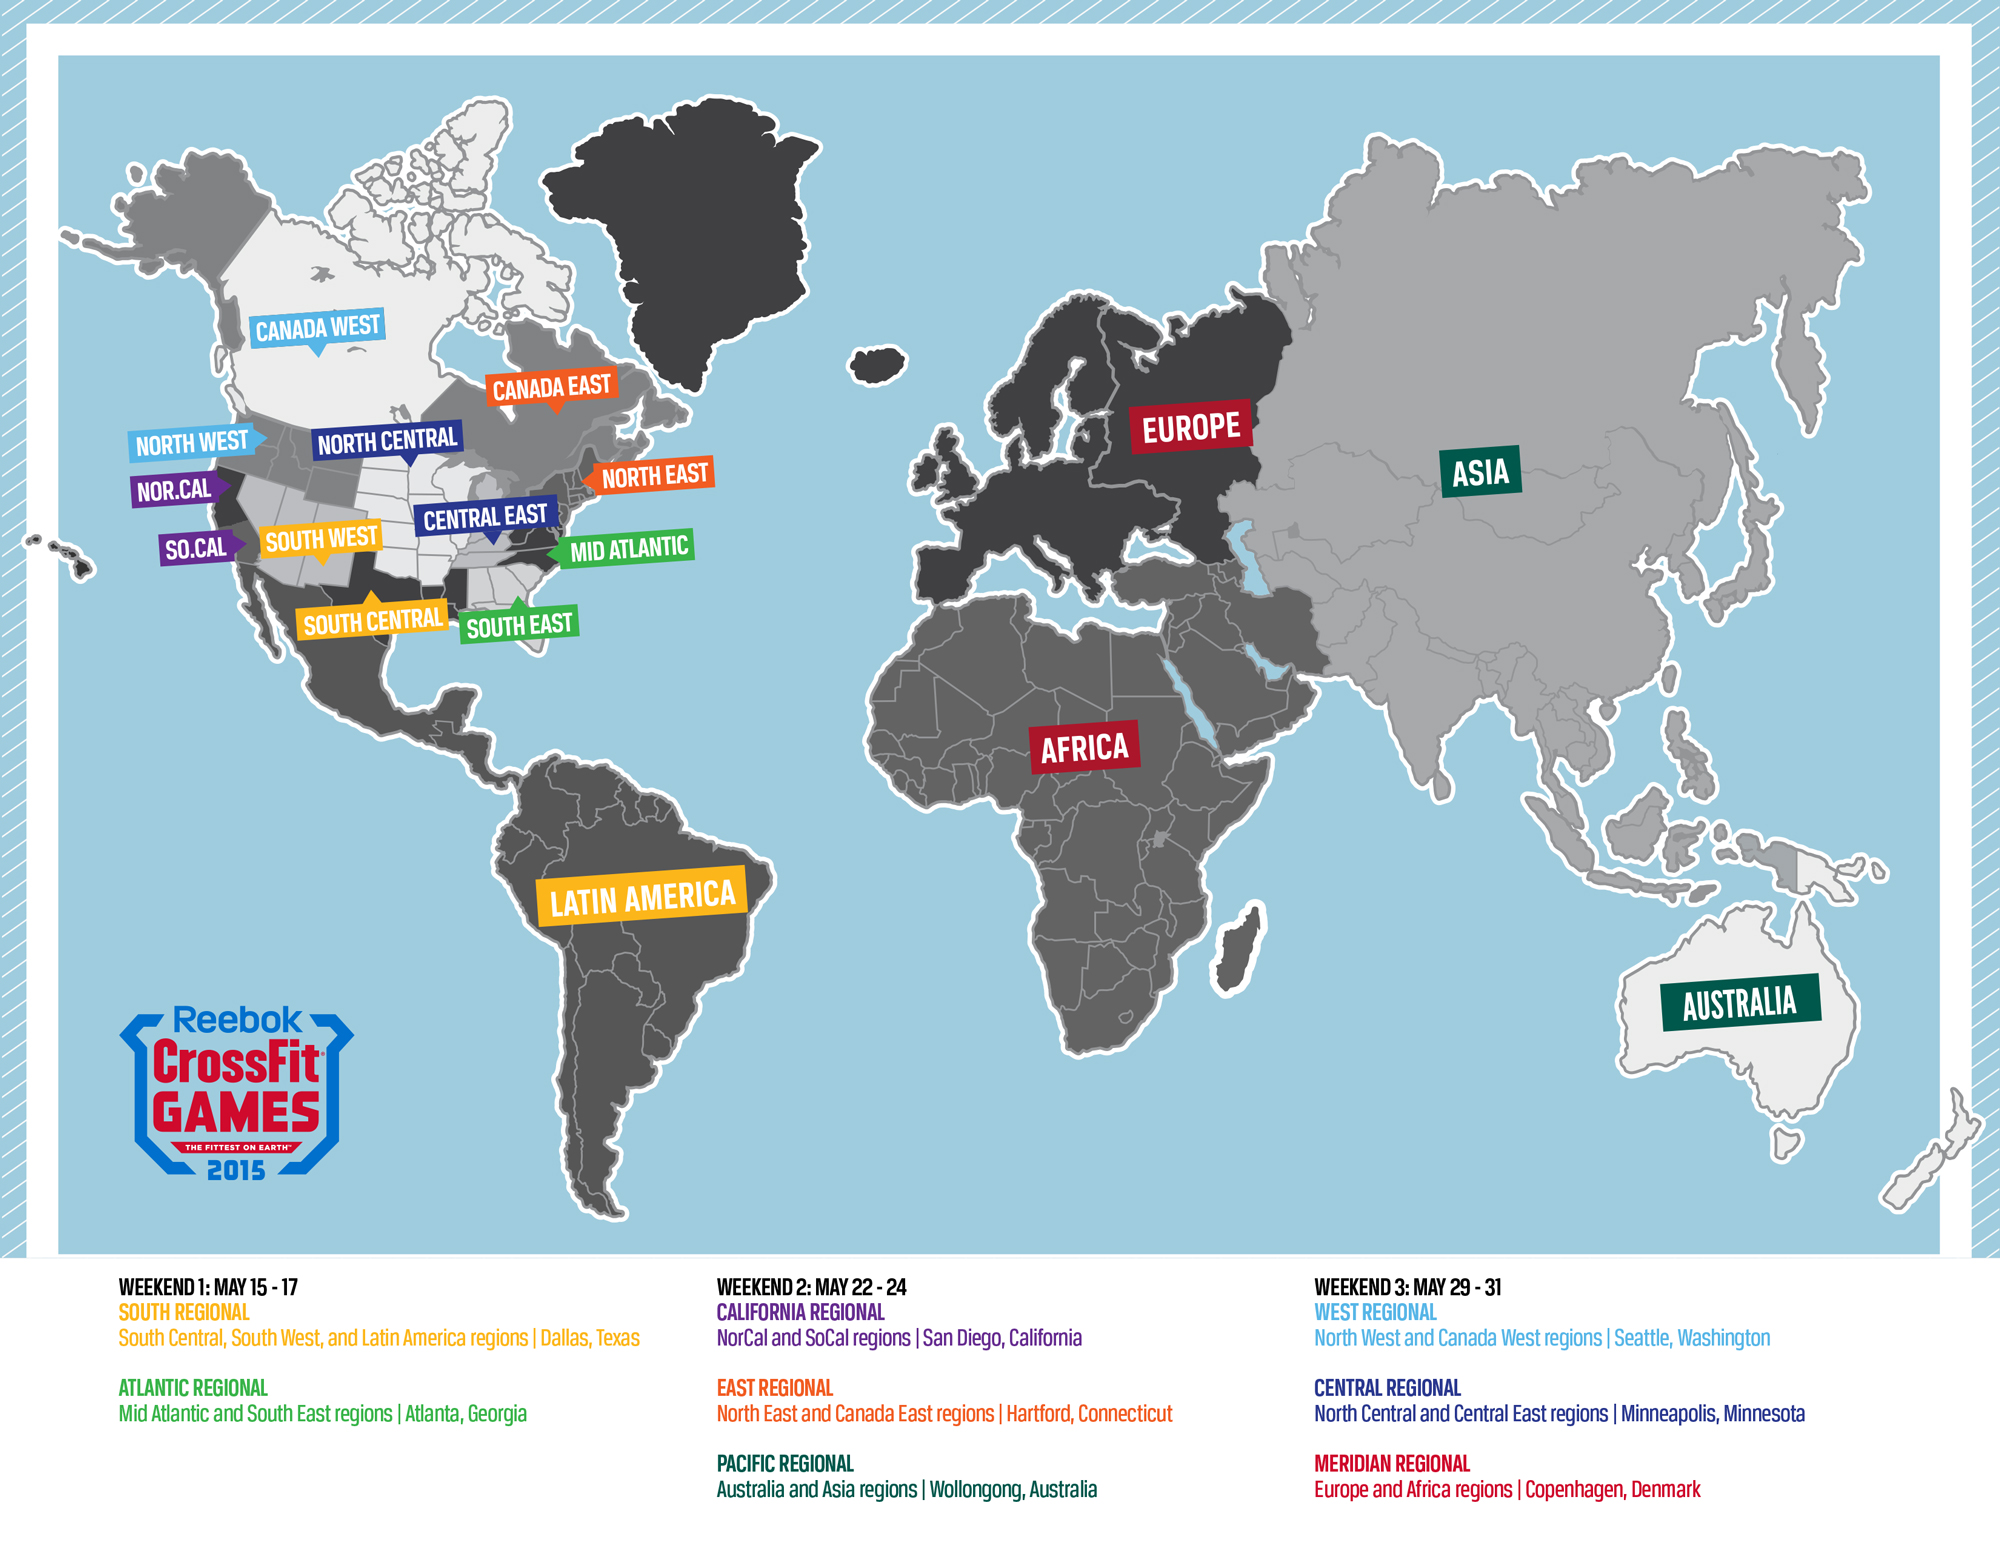 CANADA WEST
CANADA EAST
EUROPE
NORTH WEST
NORTH CENTRAL
ASIA
NORTH EAST
NOR.CAL
CENTRAL EAST
SO.CAL
SOUTH WEST
MID ATLANTIC
SOUTH CENTRAL
SOUTH EAST
AFRICA
LATIN AMERICA
AUSTRALIA
Reebok
CrossFit
GAMES
THE FITTEST ON EARTH™
2015
WEEKEND 1: MAY 15 - 17
SOUTH REGIONAL
South Central, South West, and Latin America regions | Dallas, Texas
ATLANTIC REGIONAL
Mid Atlantic and South East regions | Atlanta, Georgia
WEEKEND 2: MAY 22 - 24
CALIFORNIA REGIONAL
NorCal and SoCal regions | San Diego, California
EAST REGIONAL
North East and Canada East regions | Hartford, Connecticut
PACIFIC REGIONAL
Australia and Asia regions | Wollongong, Australia
WEEKEND 3: MAY 29 - 31
WEST REGIONAL
North West and Canada West regions | Seattle, Washington
CENTRAL REGIONAL
North Central and Central East regions | Minneapolis, Minnesota
MERIDIAN REGIONAL
Europe and Africa regions | Copenhagen, Denmark